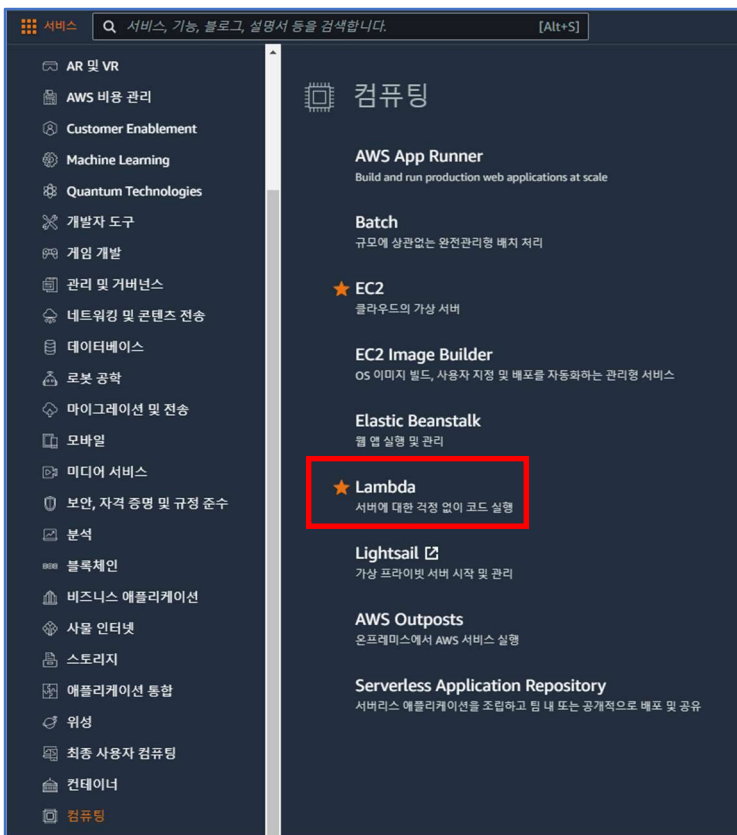 서비스
서비스, 기능, 블로그, 설명서 등을 검색합니다.
[Alt+S]
AR 및 VR
AWS 비용 관리
Customer Enablement
Machine Learning
Quantum Technologies
개발자 도구
게임 개발
관리 및 거버넌스
네트워킹 및 콘텐츠 전송
데이터베이스
로봇 공학
마이그레이션 및 전송
모바일
미디어 서비스
보안, 자격 증명 및 규정 준수
분석
블록체인
비즈니스 애플리케이션
사물 인터넷
스토리지
애플리케이션 통합
위성
최종 사용자 컴퓨팅
컨테이너
컴퓨팅
컴퓨팅
AWS App Runner
Build and run production web applications at scale
Batch
규모에 상관없는 완전관리형 배치 처리
EC2
클라우드의 가상 서버
EC2 Image Builder
OS 이미지 빌드, 사용자 지정 및 배포를 자동화하는 관리형 서비스
Elastic Beanstalk
웹 앱 실행 및 관리
Lambda
서버에 대한 걱정 없이 코드 실행
Lightsail
가상 프라이빗 서버 시작 및 관리
AWS Outposts
온프레미스에서 AWS 서비스 실행
Serverless Application Repository
서버리스 애플리케이션을 조립하고 팀 내 또는 공개적으로 배포 및 공유